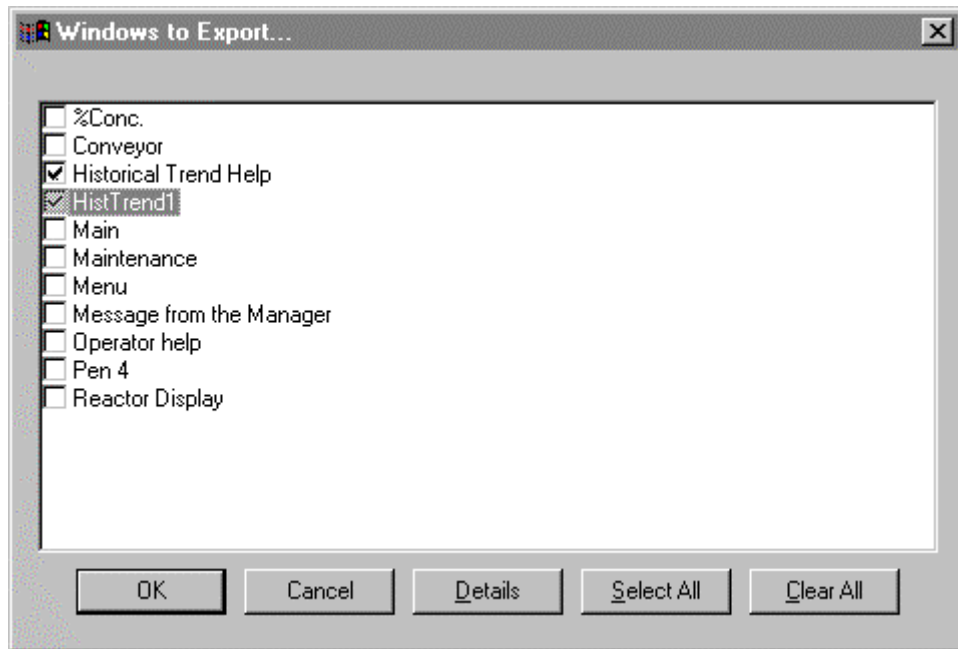 Windows to Export...
%Conc.
Conveyor
Historical Trend Help
HistTrend1
Main
Maintenance
Menu
Message from the Manager
Operator help
Pen 4
Reactor Display
OK Cancel Details Select All Clear All